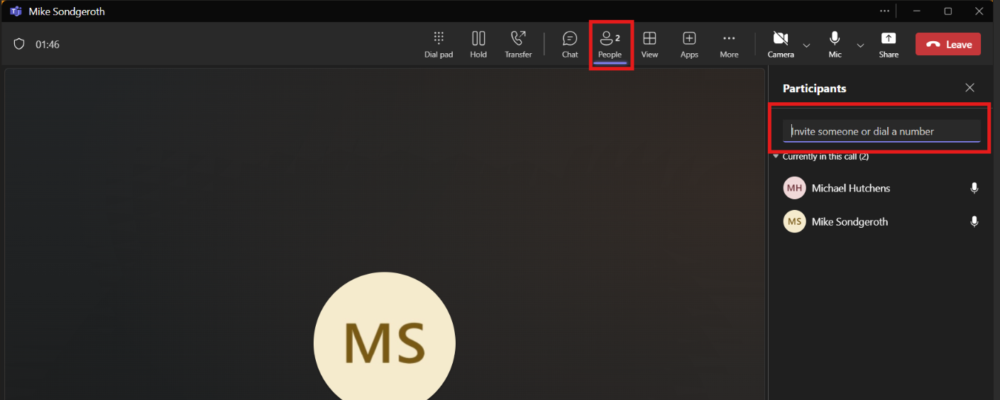 Mike Sondgeroth
01:46
Dial pad
Hold
Transfer
Chat
2
People
View
Apps
More
Camera
Mic
Share
Leave
Participants
Invite someone or dial a number
Currently in this call (2)
MH Michael Hutchens
MS Mike Sondgeroth
MS